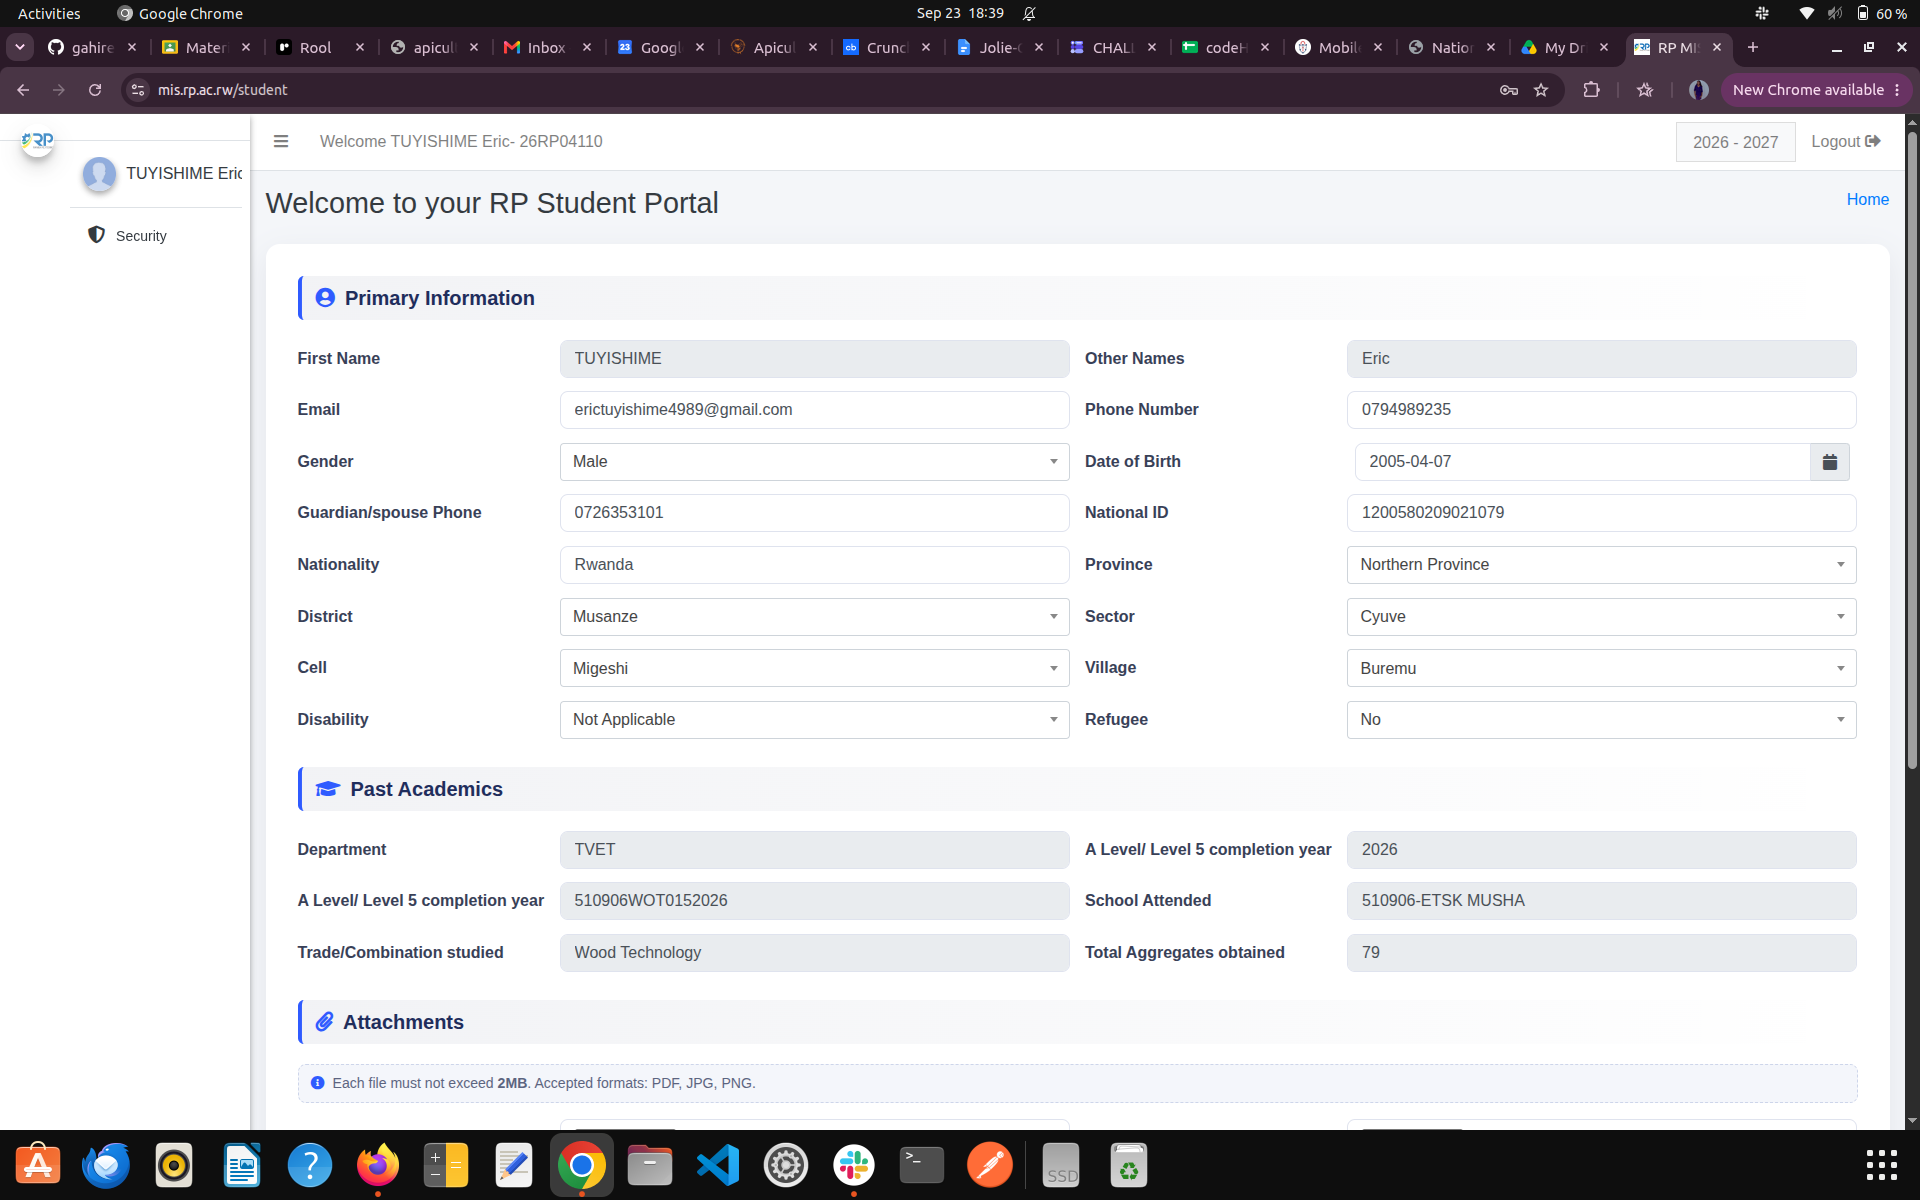 Activities Google Chrome Sep 23 18:39 60 %
gahire Mater Rool apicul Inbox Googl Apicul Crunc Jolie- CHAL codeH Mobil Nation My Dr RP MI
mis.rp.ac.rw/student New Chrome available
RP
Welcome TUYISHIME Eric- 26RP04110 2026 - 2027 Logout
TUYISHIME Eric
Security
Welcome to your RP Student Portal Home
Primary Information
First Name TUYISHIME Other Names Eric
Email erictuyishime4989@gmail.com Phone Number 0794989235
Gender Male Date of Birth 2005-04-07
Guardian/spouse Phone 0726353101 National ID 1200580209021079
Nationality Rwanda Province Northern Province
District Musanze Sector Cyuve
Cell Migeshi Village Buremu
Disability Not Applicable Refugee No
Past Academics
Department TVET A Level/ Level 5 completion year 2026
A Level/ Level 5 completion year 510906WOT0152026 School Attended 510906-ETSK MUSHA
Trade/Combination studied Wood Technology Total Aggregates obtained 79
Attachments
Each file must not exceed 2MB. Accepted formats: PDF, JPG, PNG.
SSD